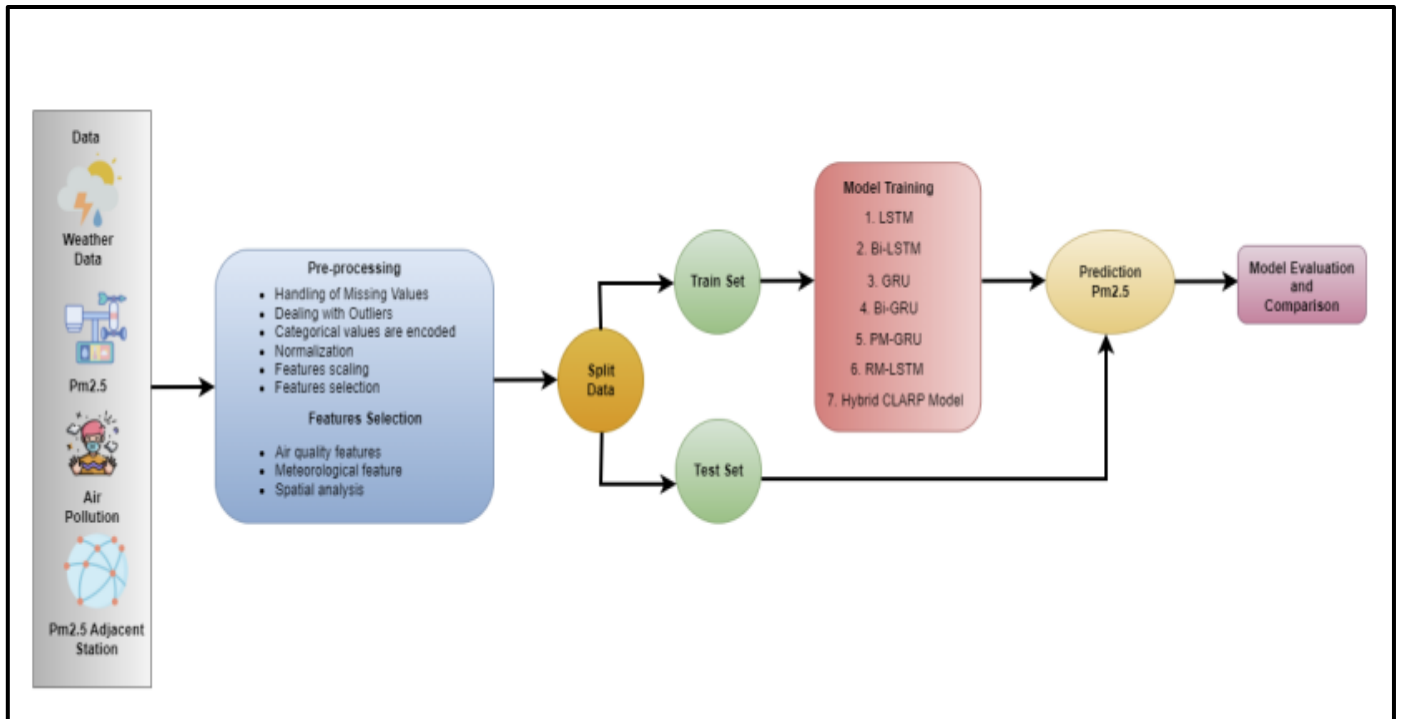 Data
Weather
Data
Pm2.5
Air
Pollution
Pm2.5 Adjacent
Station
Pre-processing
• Handling of Missing Values
• Dealing with Outliers
• Categorical values are encoded
• Normalization
• Features scaling
• Features selection
Features Selection
• Air quality features
• Meteorological feature
• Spatial analysis
Split
Data
Train Set
Test Set
Model Training
1. LSTM
2. Bi-LSTM
3. GRU
4. Bi-GRU
5. PM-GRU
6. RM-LSTM
7. Hybrid CLARP Model
Prediction
Pm2.5
Model Evaluation
and
Comparison